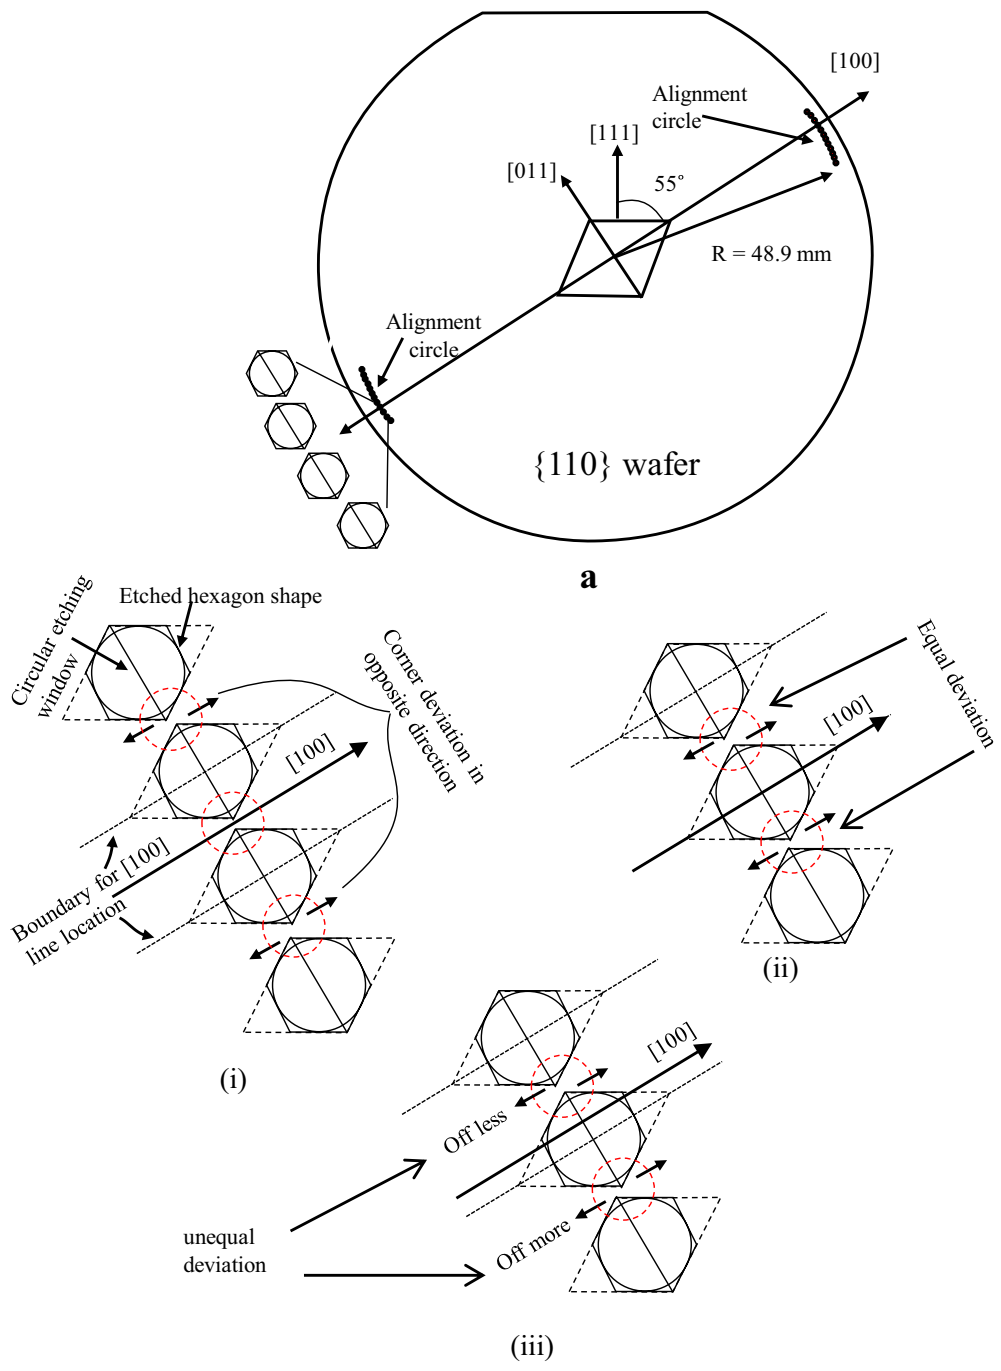 [100]
Alignment
circle
[111]
[011]
55°
R = 48.9 mm
Alignment
circle
{110} wafer
a
Circular etching
window
Etched hexagon shape
Corner deviation in
opposite direction
[100]
Boundary for [100]
line location
(i)
Equal deviation
[100]
(ii)
[100]
Off less
Off more
unequal
deviation
(iii)